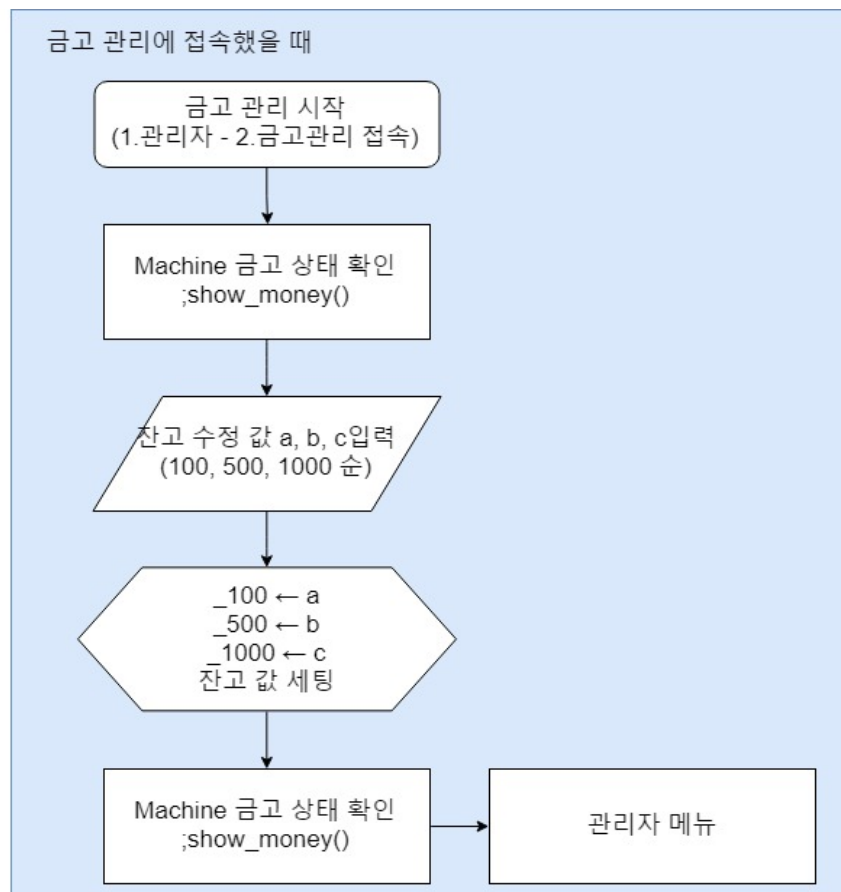 금고 관리에 접속했을 때
금고 관리 시작
(1.관리자 - 2.금고관리 접속)
Machine 금고 상태 확인
;show_money()
잔고 수정 값 a, b, c입력
(100, 500, 1000 순)
_100 ← a
_500 ← b
_1000 ← c
잔고 값 세팅
Machine 금고 상태 확인
;show_money()
관리자 메뉴